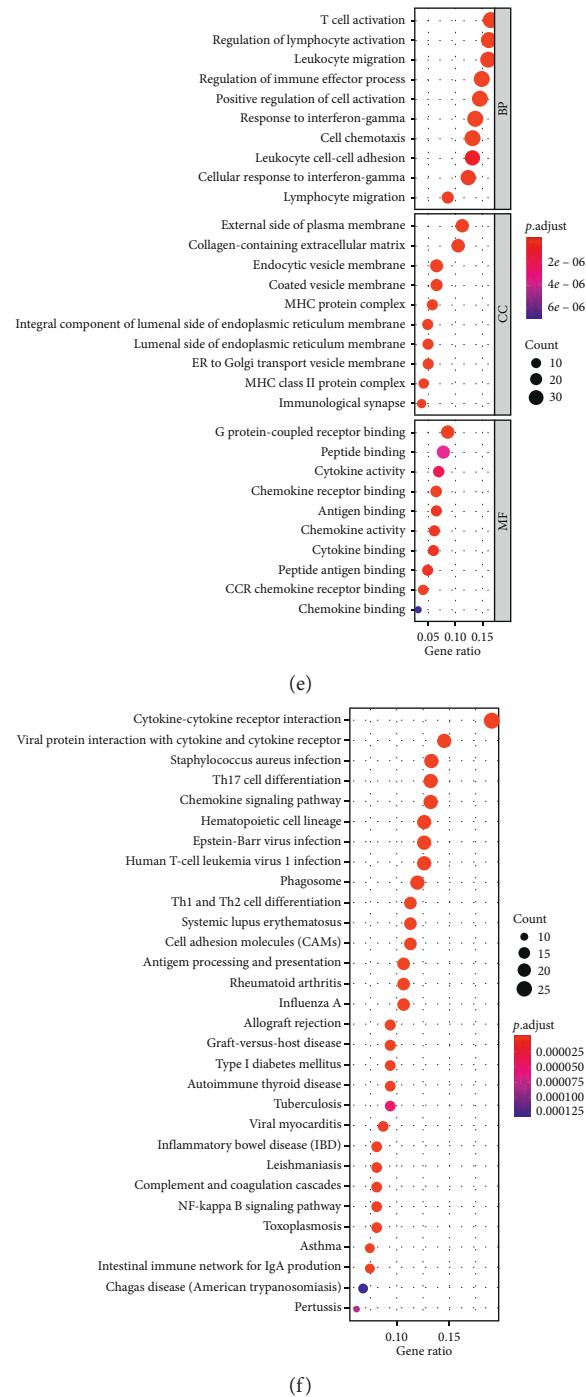 T cell activation
Regulation of lymphocyte activation
Leukocyte migration
Regulation of immune effector process
Positive regulation of cell activation
Response to interferon-gamma
Cell chemotaxis
Leukocyte cell-cell adhesion
Cellular response to interferon-gamma
Lymphocyte migration
BP
External side of plasma membrane
Collagen-containing extracellular matrix
Endocytic vesicle membrane
Coated vesicle membrane
MHC protein complex
Integral component of lumenal side of endoplasmic reticulum membrane
Lumenal side of endoplasmic reticulum membrane
ER to Golgi transport vesicle membrane
MHC class II protein complex
Immunological synapse
CC
G protein-coupled receptor binding
Peptide binding
Cytokine activity
Chemokine receptor binding
Antigen binding
Chemokine activity
Cytokine binding
Peptide antigen binding
CCR chemokine receptor binding
Chemokine binding
MF
0.05 0.10 0.15
Gene ratio
p.adjust
2e – 06
4e – 06
6e – 06
Count
10
20
30
(e)
Cytokine-cytokine receptor interaction
Viral protein interaction with cytokine and cytokine receptor
Staphylococcus aureus infection
Th17 cell differentiation
Chemokine signaling pathway
Hematopoietic cell lineage
Epstein-Barr virus infection
Human T-cell leukemia virus 1 infection
Phagosome
Th1 and Th2 cell differentiation
Systemic lupus erythematosus
Cell adhesion molecules (CAMs)
Antigem processing and presentation
Rheumatoid arthritis
Influenza A
Allograft rejection
Graft-versus-host disease
Type I diabetes mellitus
Autoimmune thyroid disease
Tuberculosis
Viral myocarditis
Inflammatory bowel disease (IBD)
Leishmaniasis
Complement and coagulation cascades
NF-kappa B signaling pathway
Toxoplasmosis
Asthma
Intestinal immune network for IgA prodution
Chagas disease (American trypanosomiasis)
Pertussis
0.10 0.15
Gene ratio
Count
10
15
20
25
p.adjust
0.000025
0.000050
0.000075
0.000100
0.000125
(f)